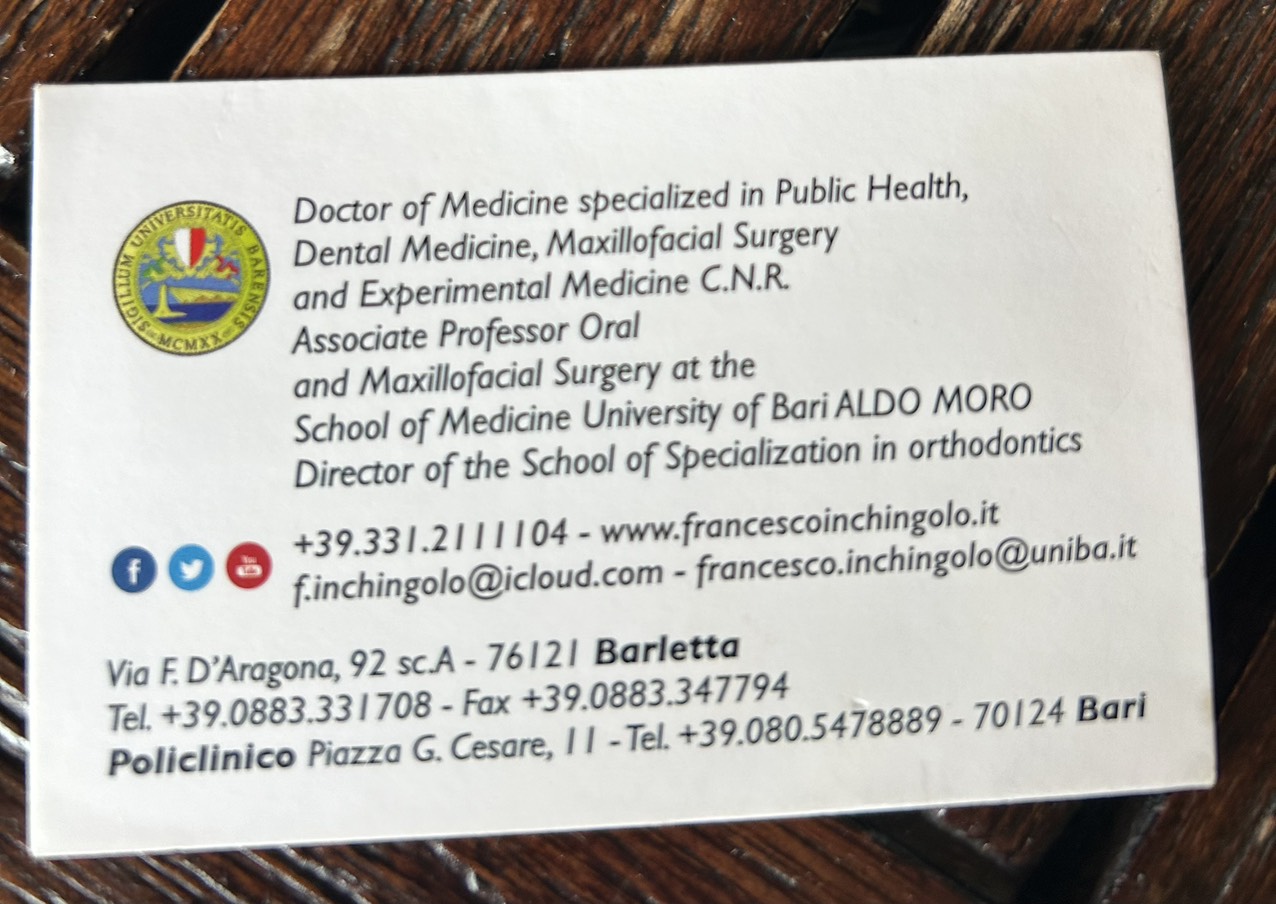 SIGILLUM UNIVERSITATIS BARENSIS
MCMXX
Doctor of Medicine specialized in Public Health,
Dental Medicine, Maxillofacial Surgery
and Experimental Medicine C.N.R.
Associate Professor Oral
and Maxillofacial Surgery at the
School of Medicine University of Bari ALDO MORO
Director of the School of Specialization in orthodontics
f You Tube +39.331.2111104 - www.francescoinchingolo.it
f.inchingolo@icloud.com - francesco.inchingolo@uniba.it
Via F. D'Aragona, 92 sc.A - 76121 Barletta
Tel. +39.0883.331708 - Fax +39.0883.347794
Policlinico Piazza G. Cesare, 11 - Tel. +39.080.5478889 - 70124 Bari